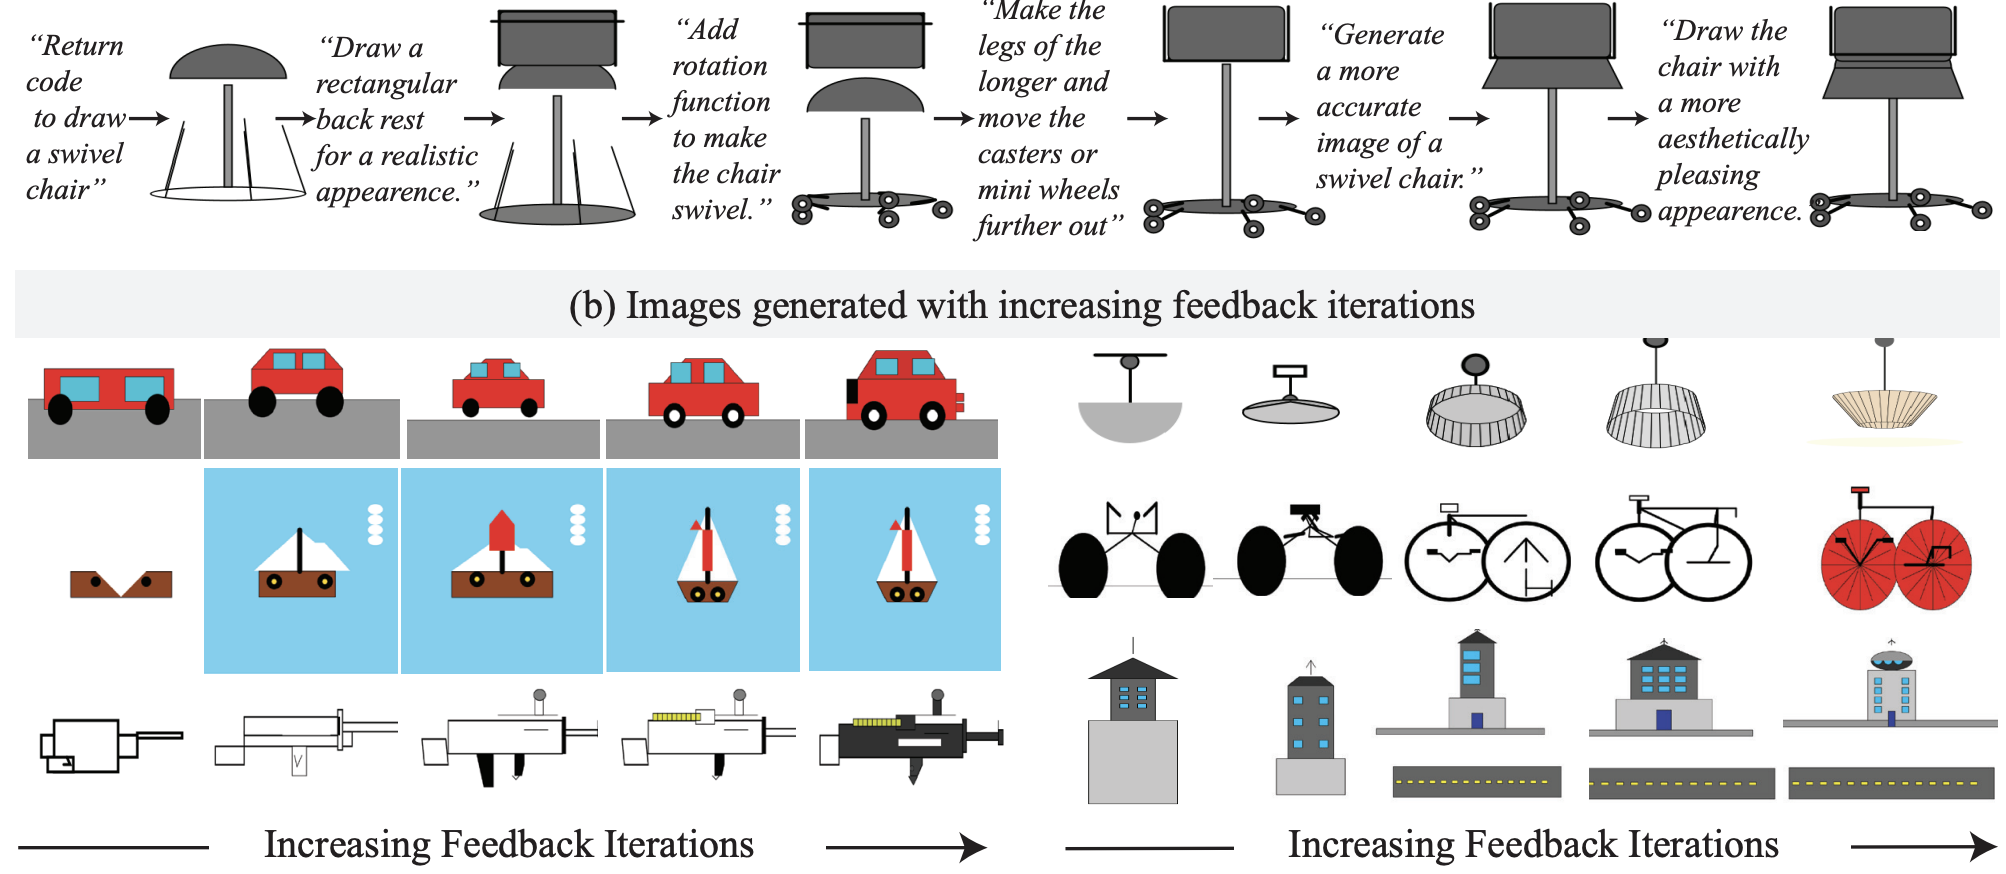 “Return
code
to draw
a swivel
chair”
“Draw a
rectangular
back rest
for a realistic
appearence.”
“Add
rotation
function
to make
the chair
swivel.”
“Make the
legs of the
longer and
move the
casters or
mini wheels
further out”
“Generate
a more
accurate
image of a
swivel chair.”
“Draw the
chair with
a more
aesthetically
pleasing
appearence.
(b) Images generated with increasing feedback iterations
Increasing Feedback Iterations
Increasing Feedback Iterations